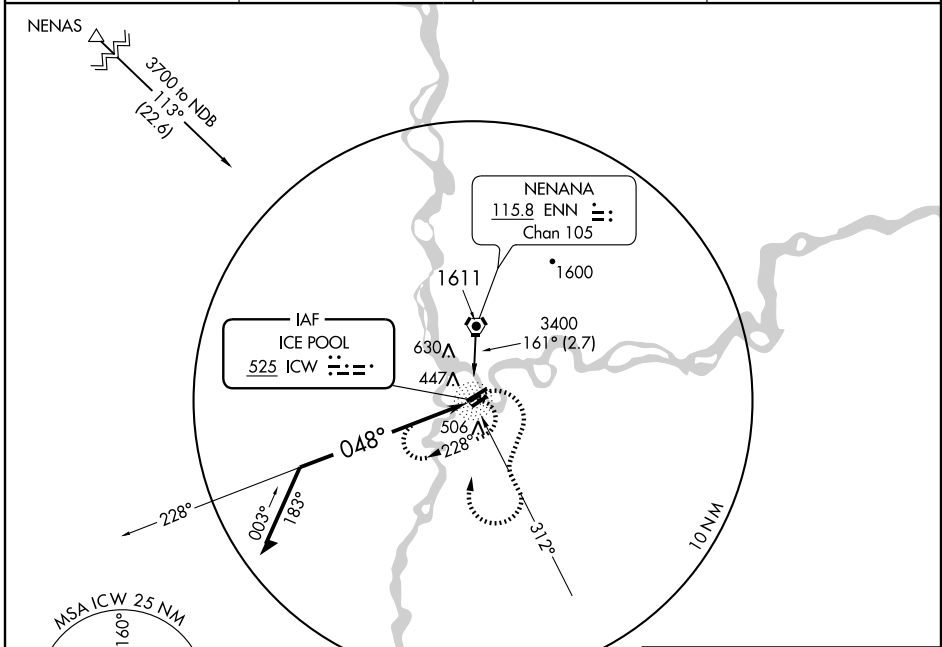 NENAS
3700 to NDB
113°
(22.6)
NENANA
115.8 ENN
Chan 105
1600
1611
IAF
ICE POOL
525 ICW
3400
161° (2.7)
630
447
506
228°
048°
228°
003°
183°
312°
10 NM
MSA ICW 25 NM
160°